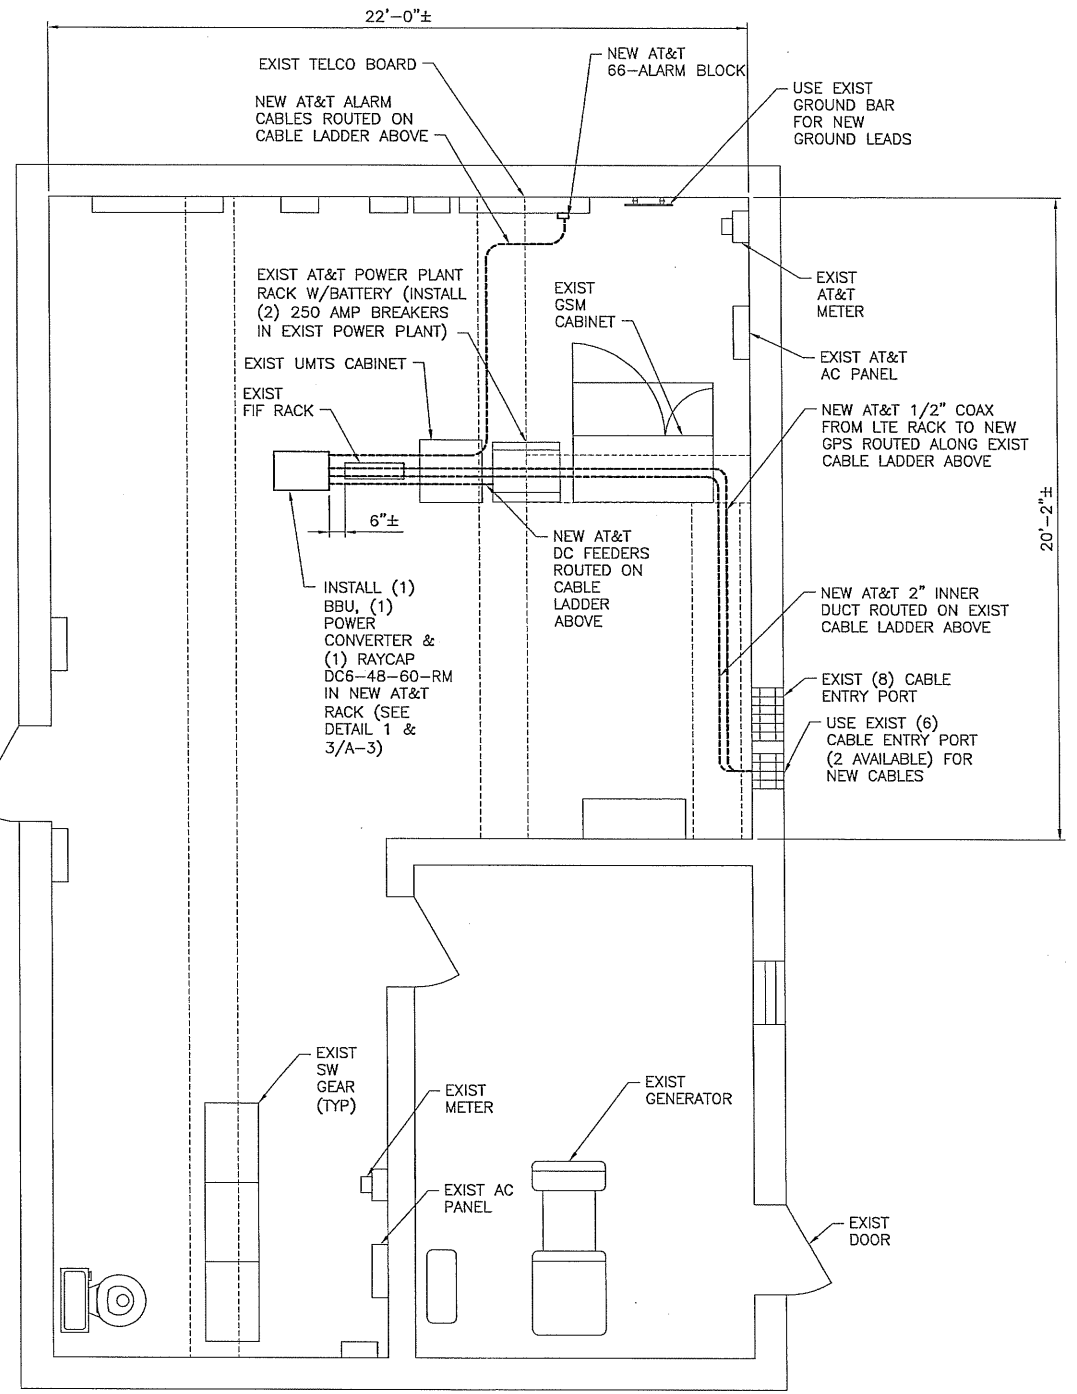 22'-0"±
EXIST TELCO BOARD
NEW AT&T
66-ALARM BLOCK
NEW AT&T ALARM
CABLES ROUTED ON
CABLE LADDER ABOVE
USE EXIST
GROUND BAR
FOR NEW
GROUND LEADS
EXIST AT&T POWER PLANT
RACK W/BATTERY (INSTALL
(2) 250 AMP BREAKERS
IN EXIST POWER PLANT)
EXIST
GSM
CABINET
EXIST
AT&T
METER
EXIST UMTS CABINET
EXIST
FIF RACK
EXIST AT&T
AC PANEL
NEW AT&T 1/2" COAX
FROM LTE RACK TO NEW
GPS ROUTED ALONG EXIST
CABLE LADDER ABOVE
20'-2"±
6"±
NEW AT&T
DC FEEDERS
ROUTED ON
CABLE
LADDER
ABOVE
INSTALL (1)
BBU, (1)
POWER
CONVERTER &
(1) RAYCAP
DC6-48-60-RM
IN NEW AT&T
RACK (SEE
DETAIL 1 &
3/A-3)
NEW AT&T 2" INNER
DUCT ROUTED ON EXIST
CABLE LADDER ABOVE
EXIST (8) CABLE
ENTRY PORT
USE EXIST (6)
CABLE ENTRY PORT
(2 AVAILABLE) FOR
NEW CABLES
EXIST
SW
GEAR
(TYP)
EXIST
METER
EXIST
GENERATOR
EXIST AC
PANEL
EXIST
DOOR